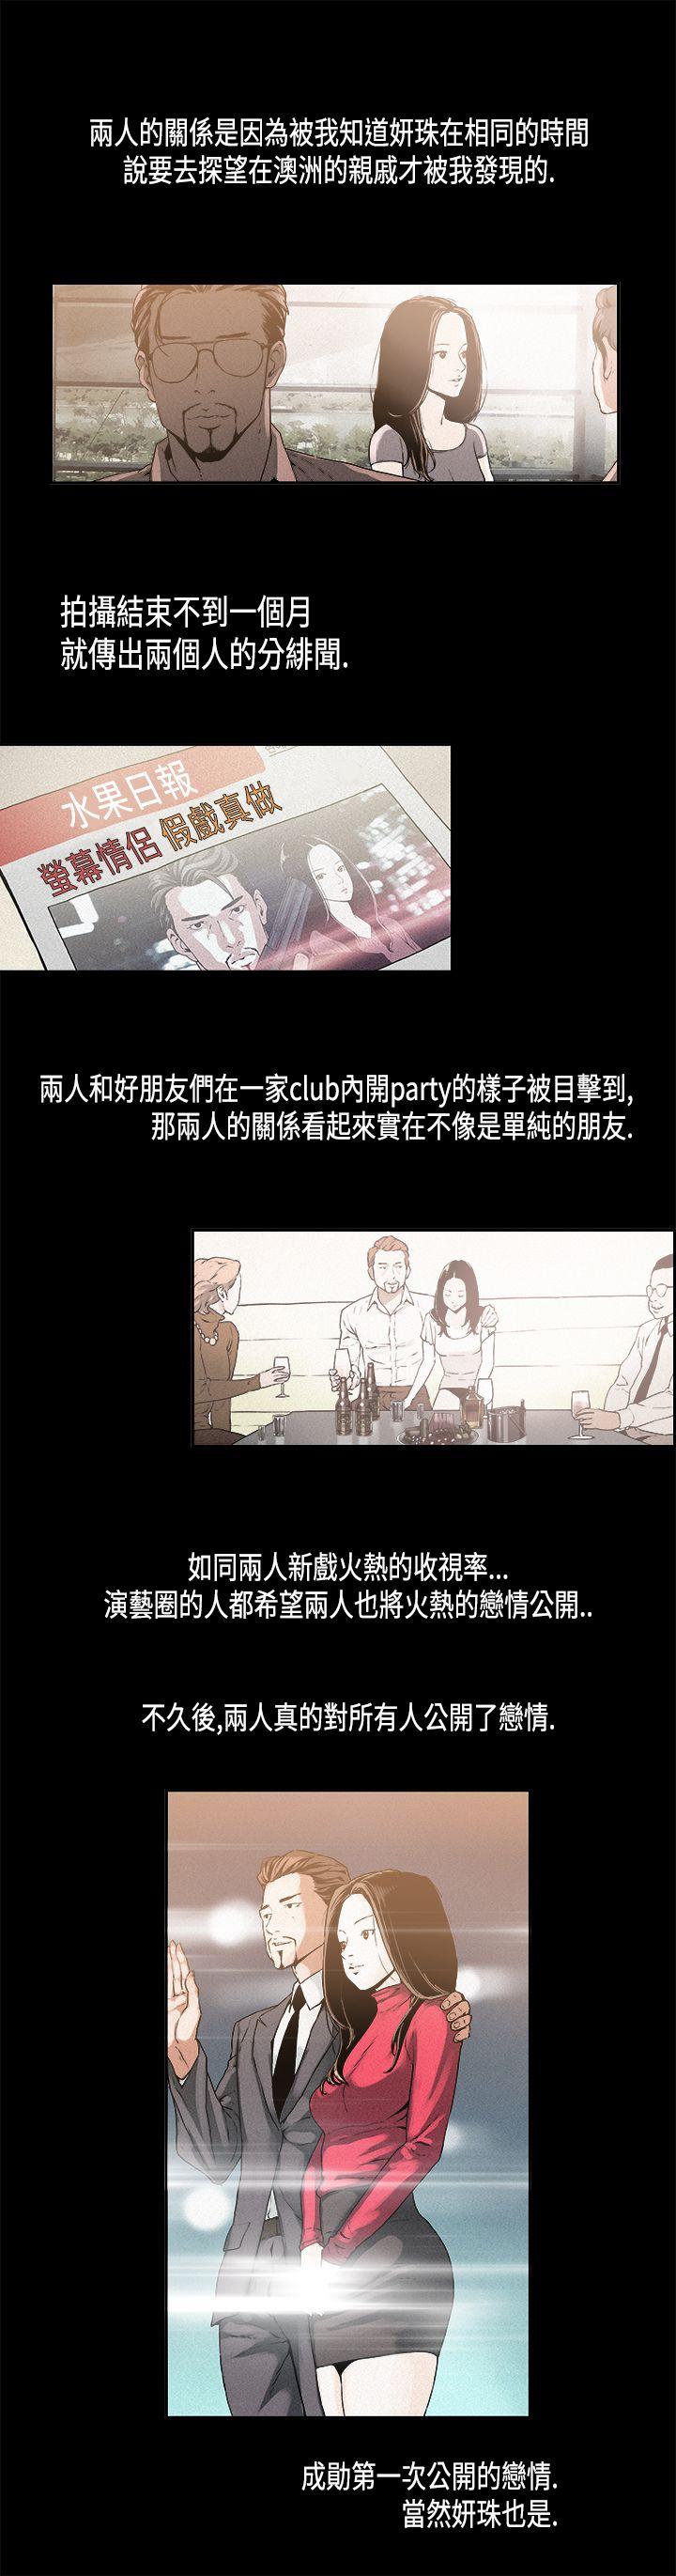 兩人的關係是因為被我知道妍珠在相同的時間
說要去探望在澳洲的親戚才被我發現的.
拍攝結束不到一個月
就傳出兩個人的分緋聞.
水果日報
螢幕情侶 假戲真做
兩人和好朋友們在一家club內開party的樣子被目擊到,
那兩人的關係看起來實在不像是單純的朋友.
如同兩人新戲火熱的收視率...
演藝圈的人都希望兩人也將火熱的戀情公開..
不久後,兩人真的對所有人公開了戀情.
成勛第一次公開的戀情.
當然妍珠也是.